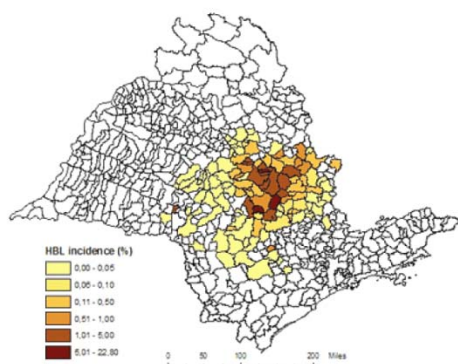 HBL incidence (%)
0,00 - 0,05
0,06 - 0,10
0,11 - 0,50
0,51 - 1,00
1,01 - 5,00
5,01 - 22,80
0 100 200 Miles